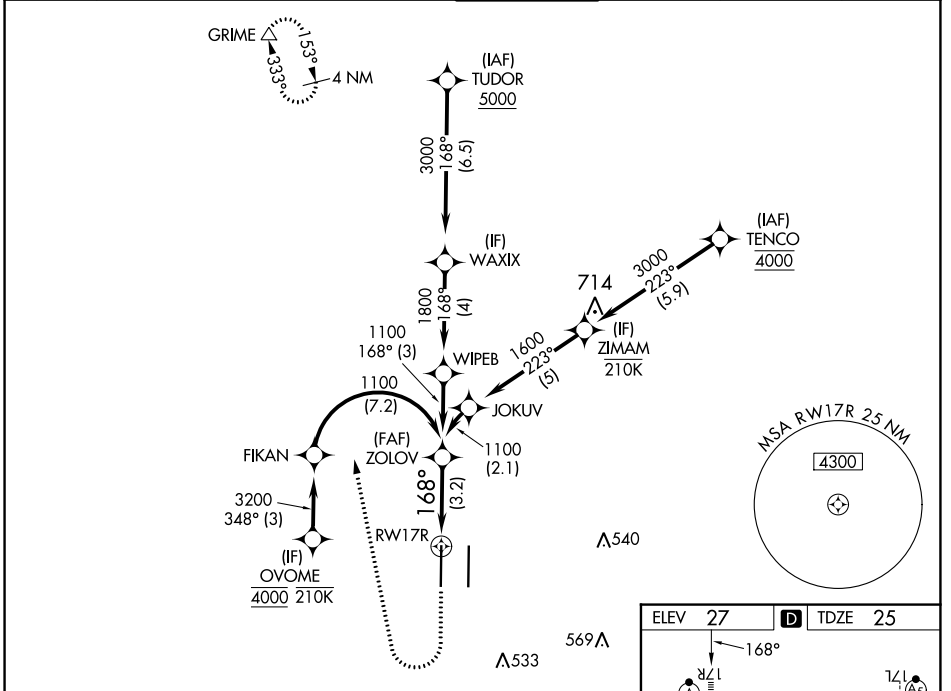 GRIME
153°
333°
4 NM
(IAF)
TUDOR
5000
3000
168°
(6.5)
(IF)
WAXIX
(IAF)
TENCO
4000
3000
223°
(5.9)
714
(IF)
ZIMAM
210K
1800
168°
(4)
1600
223°
(5)
1100
168° (3)
WIPEB
1100
(7.2)
JOKUV
1100
(2.1)
(FAF)
ZOLOV
FIKAN
168°
(3.2)
3200
348° (3)
RW17R
(IF)
OVOME
4000 210K
540
569
533
MSA RW17R 25 NM
4300
ELEV 27 D TDZE 25
168°
17R
17L
A5